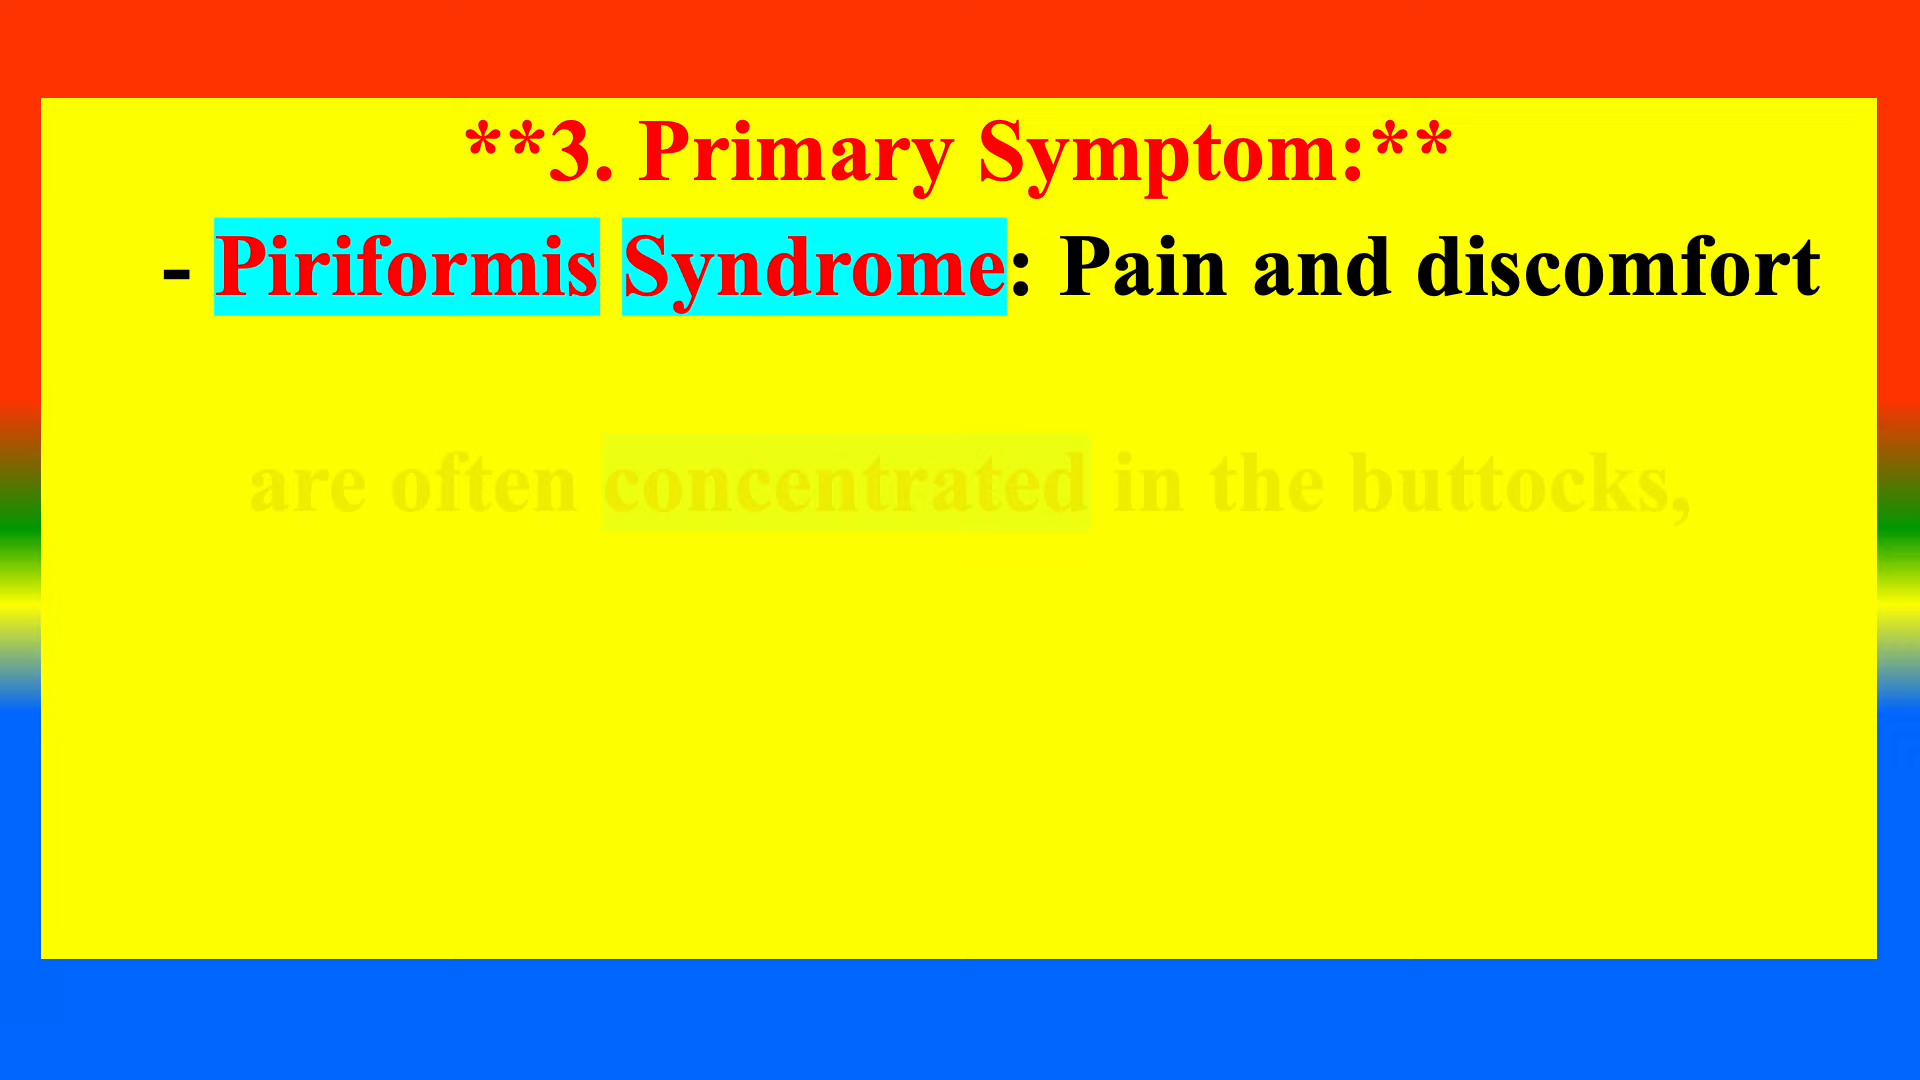 **3. Primary Symptom:**
- Piriformis Syndrome: Pain and discomfort
are often concentrated in the buttocks,